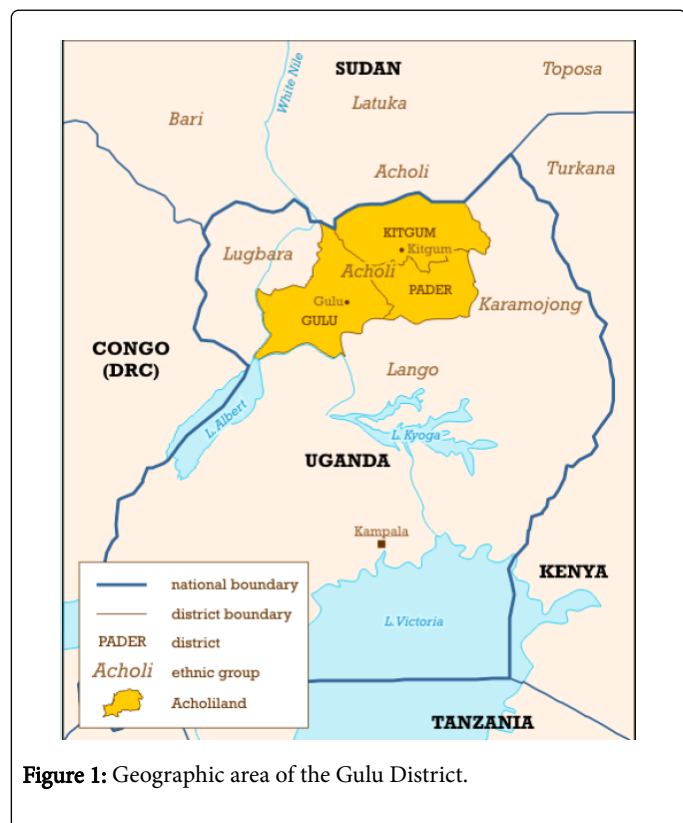 SUDAN
Toposa
White Nile
Latuka
Bari
Acholi
Turkana
KITGUM
Kitgum
Lugbara
Acholi
PADER
Gulu
Karamojong
GULU
CONGO
(DRC)
Lango
L. Albert
L. Kyoga
UGANDA
Kampala
KENYA
national boundary
district boundary
L. Victoria
PADER district
Acholi ethnic group
Acholiland
TANZANIA
Figure 1: Geographic area of the Gulu District.